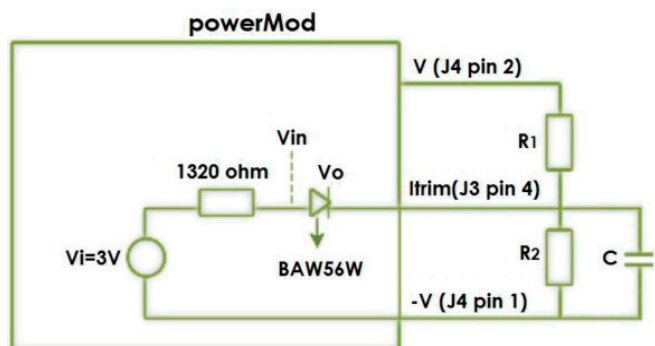 powerMod
V (J4 pin 2)
R1
Vin
1320 ohm
Vo
Itrim(J3 pin 4)
Vi=3V
BAW56W
R2
C
-V (J4 pin 1)